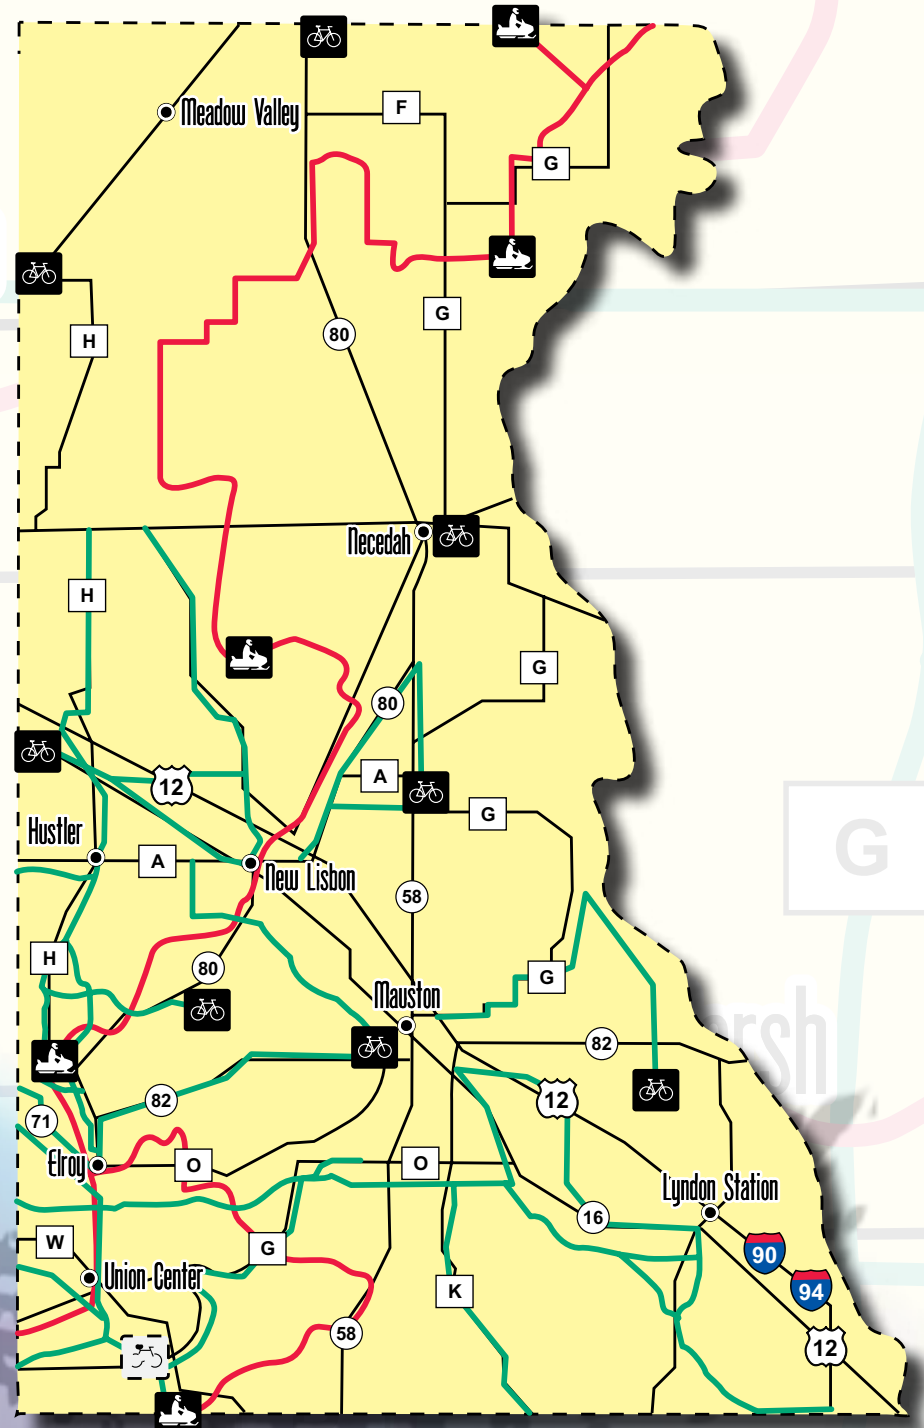 Meadow Valley
F
G
H
G
80
Necedah
H
G
80
12
A
G
Hustler
A
New Lisbon
G
58
H
80
G
Mauston
rsh
82
82
12
71
Elroy
O
O
Lyndon Station
16
W
G
90
Union-Center
K
94
58
12